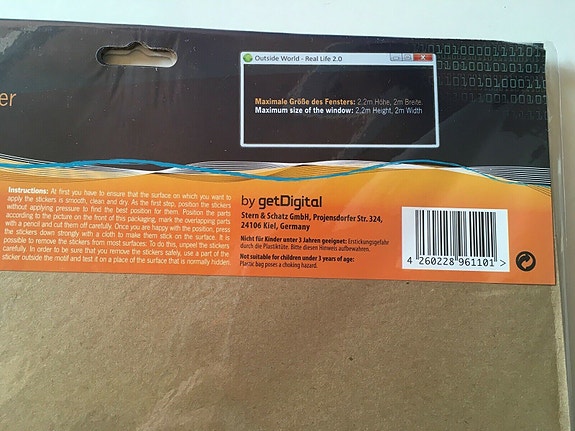 er
Outside World - Real Life 2.0
Maximale Größe des Fensters: 2.2m Höhe, 2m Breite
Maximum size of the window: 2,2m Height, 2m Width
Instructions: At first you have to ensure that the surface on which you want to
apply the stickers is smooth, clean and dry. As the first step, position the stickers
without applying pressure to find the best position for them. Position the parts
according to the picture on the front of this packaging, mark the overlapping parts
with a pencil and cut them off carefully. Once you are happy with the position, press
the stickers down strongly with a cloth to make them stick on the surface. It is
possible to remove the stickers from most surfaces: To do this, unpeel the stickers
carefully. In order to be sure that you remove the stickers safely, use a part of the
sticker outside the motif and test it on a place of the surface that is normally hidden.
by getDigital
Stern & Schatz GmbH, Projensdorfer Str. 324,
24106 Kiel, Germany
Nicht für Kinder unter 3 Jahren geeignet: Erstickungsgefahr
durch die Plastiktüte. Bitte diesen Hinweis aufbewahren.
Not suitable for children under 3 years of age:
Plastic bag poses a choking hazard.
4 260228 961101 >